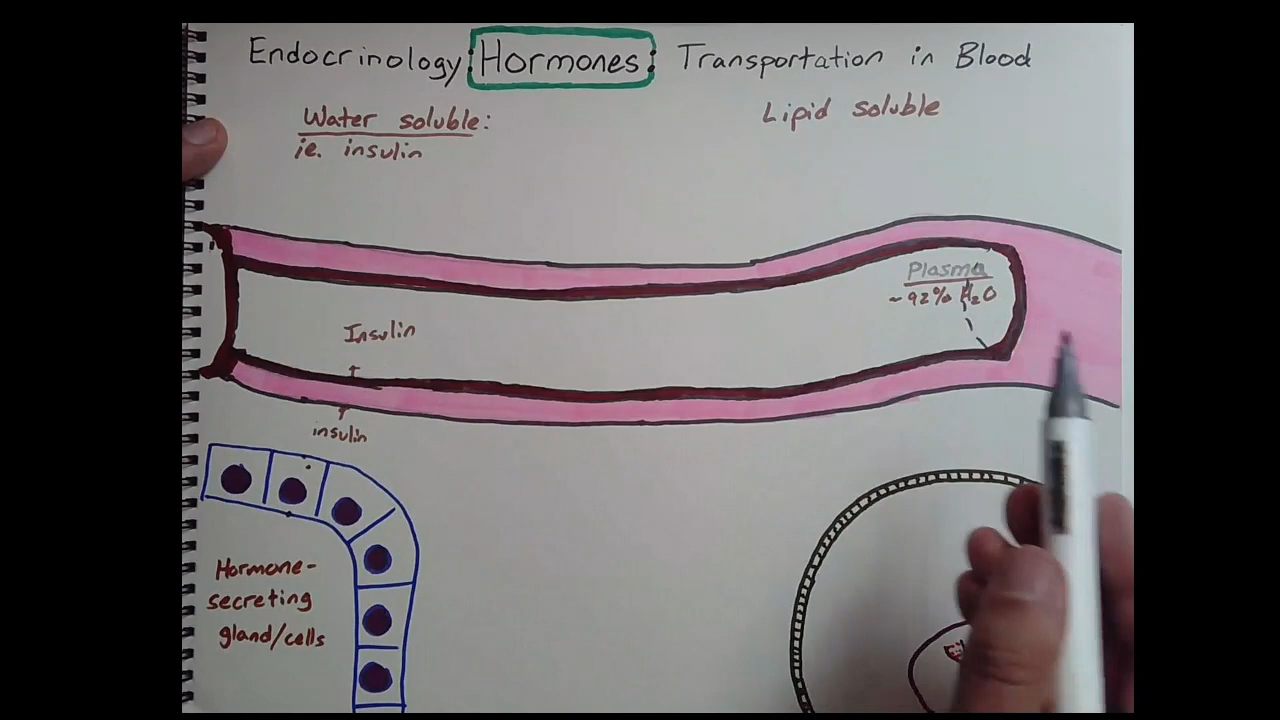 Endocrinology Hormones Transportation in Blood
Water soluble:
ie. insulin
Lipid soluble
Plasma
~92% H2O
Insulin
insulin
Hormone-
secreting
gland/cells